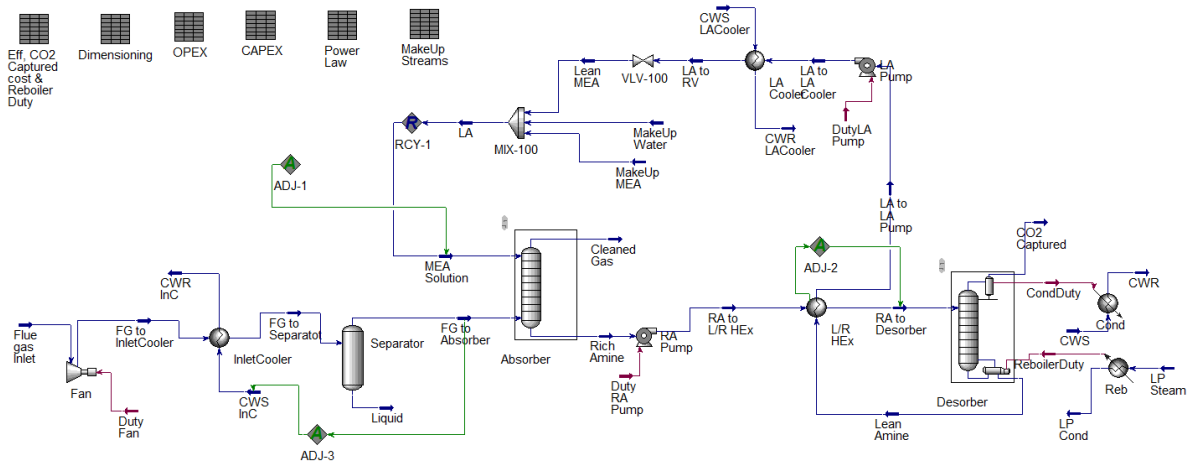 Eff, CO2
Captured
cost &
Reboiler
Duty
Dimensioning
OPEX
CAPEX
Power
Law
MakeUp
Streams
CWS
LACooler
Lean
MEA
VLV-100
LA to
RV
LA
Cooler
LA to
LA
Cooler
LA
Pump
DutyLA
Pump
CWR
LACooler
R
RCY-1
LA
MIX-100
MakeUp
Water
MakeUp
MEA
A
ADJ-1
LA to
LA
Pump
MEA
Solution
Cleaned
Gas
A
ADJ-2
CO2
Captured
CWR
InC
CondDuty
CWR
Flue
gas
Inlet
FG to
InletCooler
FG to
Separator
InletCooler
Separator
FG to
Absorber
Absorber
Rich
Amine
RA
Pump
RA to
L/R HEx
L/R
HEx
RA to
Desorber
Cond
CWS
ReboilerDuty
Reb
LP
Steam
Fan
Duty
Fan
CWS
InC
Liquid
A
ADJ-3
Duty
RA
Pump
Lean
Amine
Desorber
LP
Cond